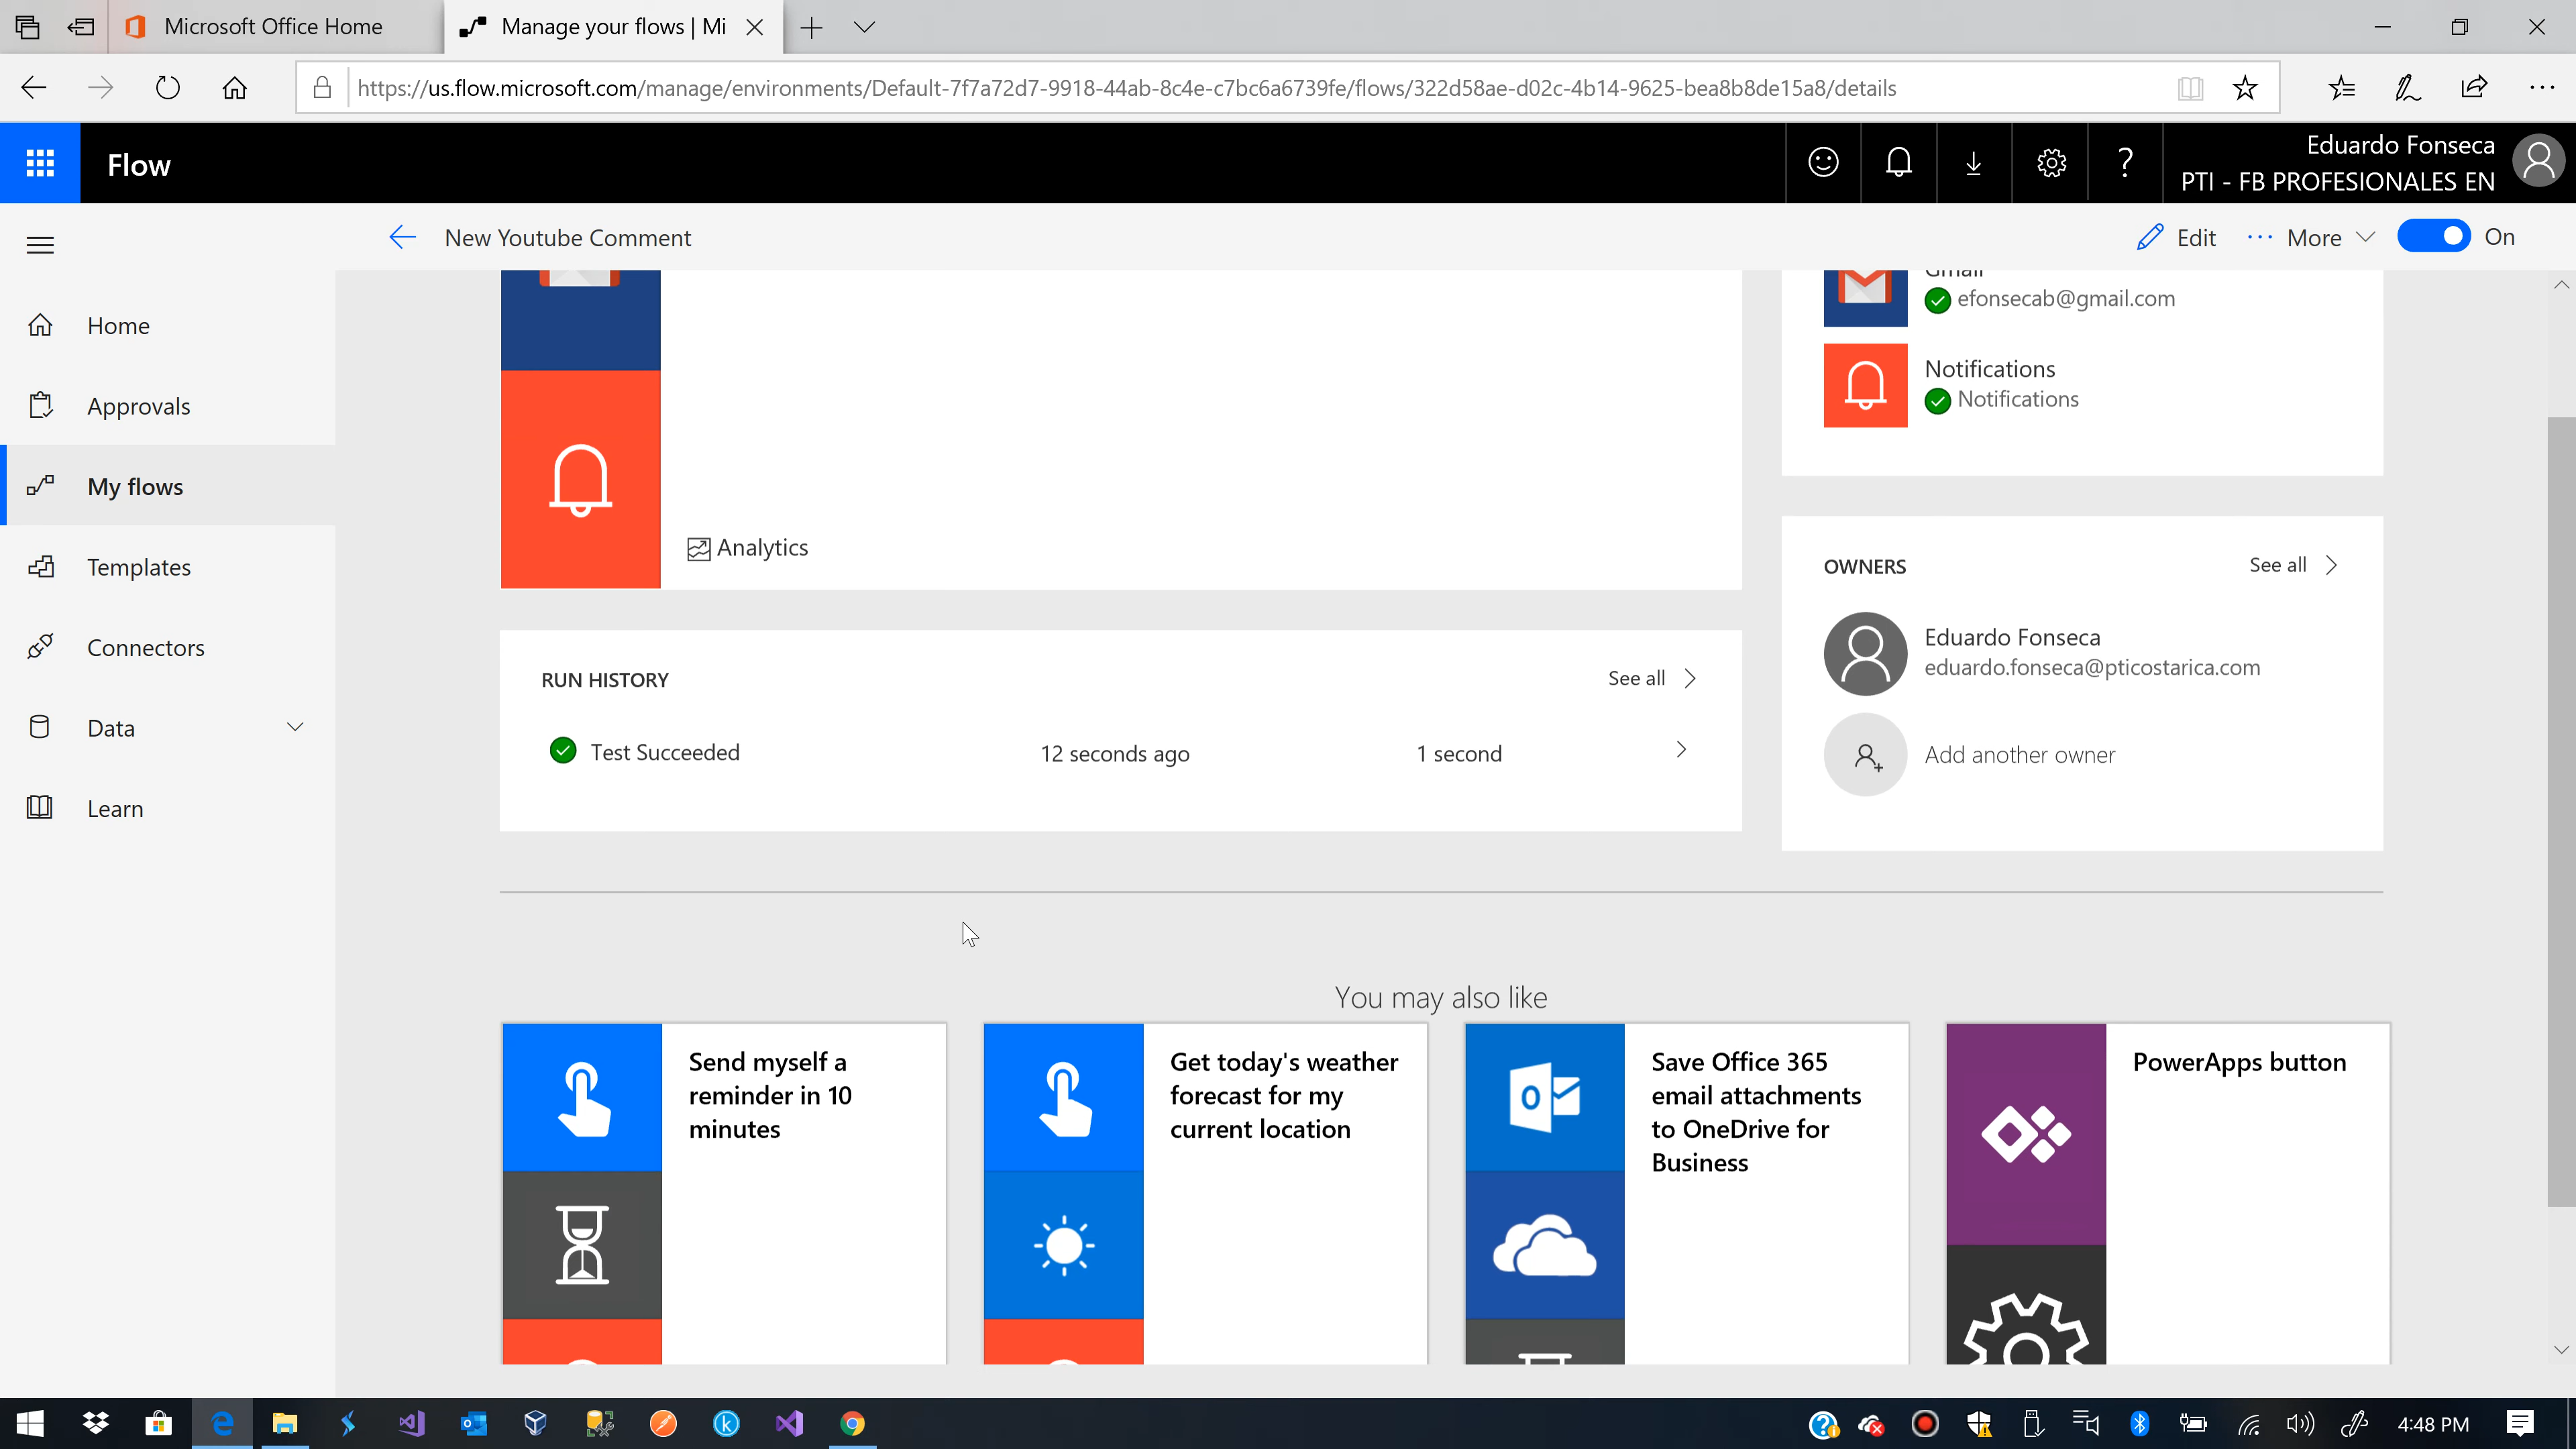 Microsoft Office Home
Manage your flows | Mi
https://us.flow.microsoft.com/manage/environments/Default-7f7a72d7-9918-44ab-8c4e-c7bc6a6739fe/flows/322d58ae-d02c-4b14-9625-bea8b8de15a8/details
Flow
Eduardo Fonseca
PTI - FB PROFESIONALES EN
New Youtube Comment
Edit
More
On
Home
Approvals
My flows
Templates
Connectors
Data
Learn
Analytics
Gmail
efonsecab@gmail.com
Notifications
Notifications
RUN HISTORY
See all
Test Succeeded
12 seconds ago
1 second
OWNERS
See all
Eduardo Fonseca
eduardo.fonseca@pticostarica.com
Add another owner
You may also like
Send myself a
reminder in 10
minutes
Get today's weather
forecast for my
current location
Save Office 365
email attachments
to OneDrive for
Business
PowerApps button
4:48 PM